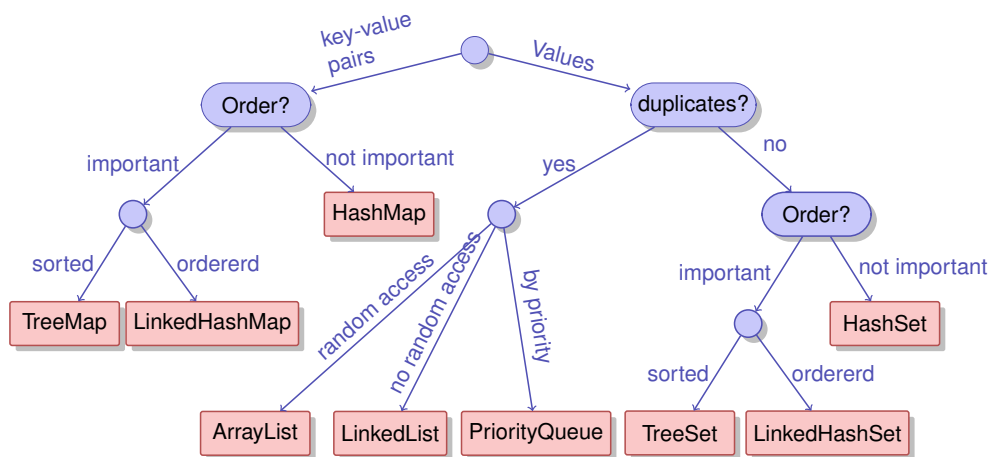 key-value
pairs
Values
Order?
duplicates?
important
not important
yes
no
HashMap
Order?
sorted
ordererd
random access
no random access
by priority
important
not important
TreeMap
LinkedHashMap
HashSet
sorted
ordererd
ArrayList
LinkedList
PriorityQueue
TreeSet
LinkedHashSet